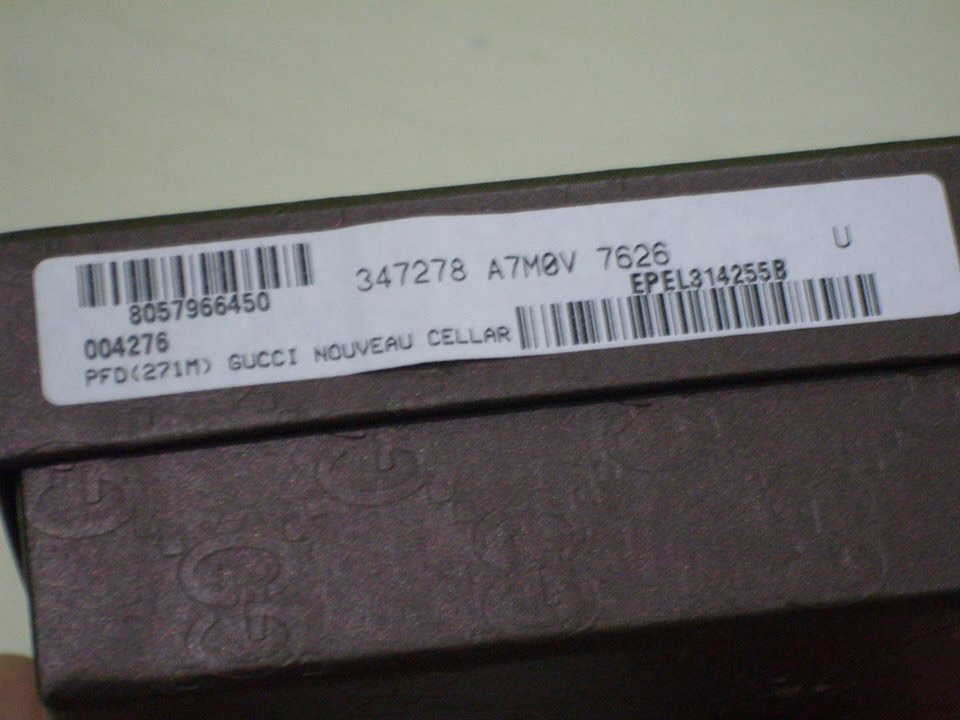 347278 A7M0V 7626
U
8057966450
EPEL314255B
004276
PFD(271M) GUCCI NOUVEAU CELLAR